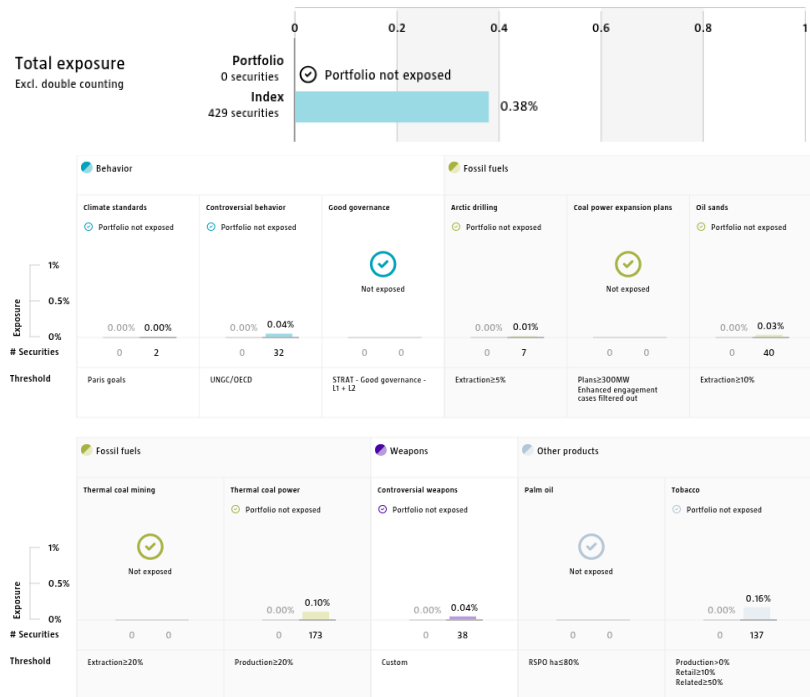 0 0.2 0.4 0.6 0.8 1
Total exposure
Excl. double counting
Portfolio
0 securities
Portfolio not exposed
Index
429 securities
0.38%
Behavior
Fossil fuels
Climate standards
Controversial behavior
Good governance
Arctic drilling
Coal power expansion plans
Oil sands
Portfolio not exposed
Portfolio not exposed
Portfolio not exposed
Portfolio not exposed
Not exposed
Not exposed
Exposure
1%
0.5%
0%
0.00% 0.00%
0.00% 0.04%
0.00% 0.01%
0.00% 0.03%
# Securities
0 2
0 32
0 0
0 7
0 0
0 40
Threshold
Paris goals
UNGC/OECD
STRAT - Good governance -
L1 + L2
Extraction≥5%
Plans≥300MW
Enhanced engagement
cases filtered out
Extraction≥10%
Fossil fuels
Weapons
Other products
Thermal coal mining
Thermal coal power
Controversial weapons
Palm oil
Tobacco
Portfolio not exposed
Portfolio not exposed
Portfolio not exposed
Not exposed
Not exposed
Exposure
1%
0.5%
0%
0.00% 0.10%
0.00% 0.04%
0.00% 0.16%
# Securities
0 0
0 173
0 38
0 0
0 137
Threshold
Extraction≥20%
Production≥20%
Custom
RSPO ha≤80%
Production>0%
Retail≥10%
Related≥50%